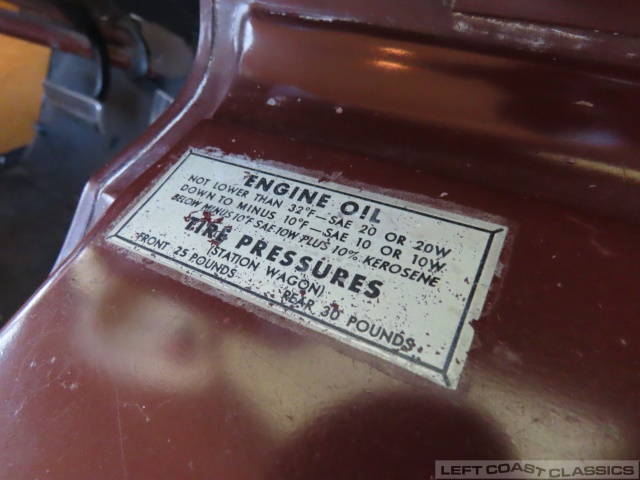 ENGINE OIL
NOT LOWER THAN 32°F—SAE 20 OR 20W
DOWN TO MINUS 10°F—SAE 10 OR 10W
BELOW MINUS 10°F SAE 10W PLUS 10% KEROSENE
TIRE PRESSURES
(STATION WAGON)
FRONT 25 POUNDS REAR 30 POUNDS
LEFT COAST CLASSICS